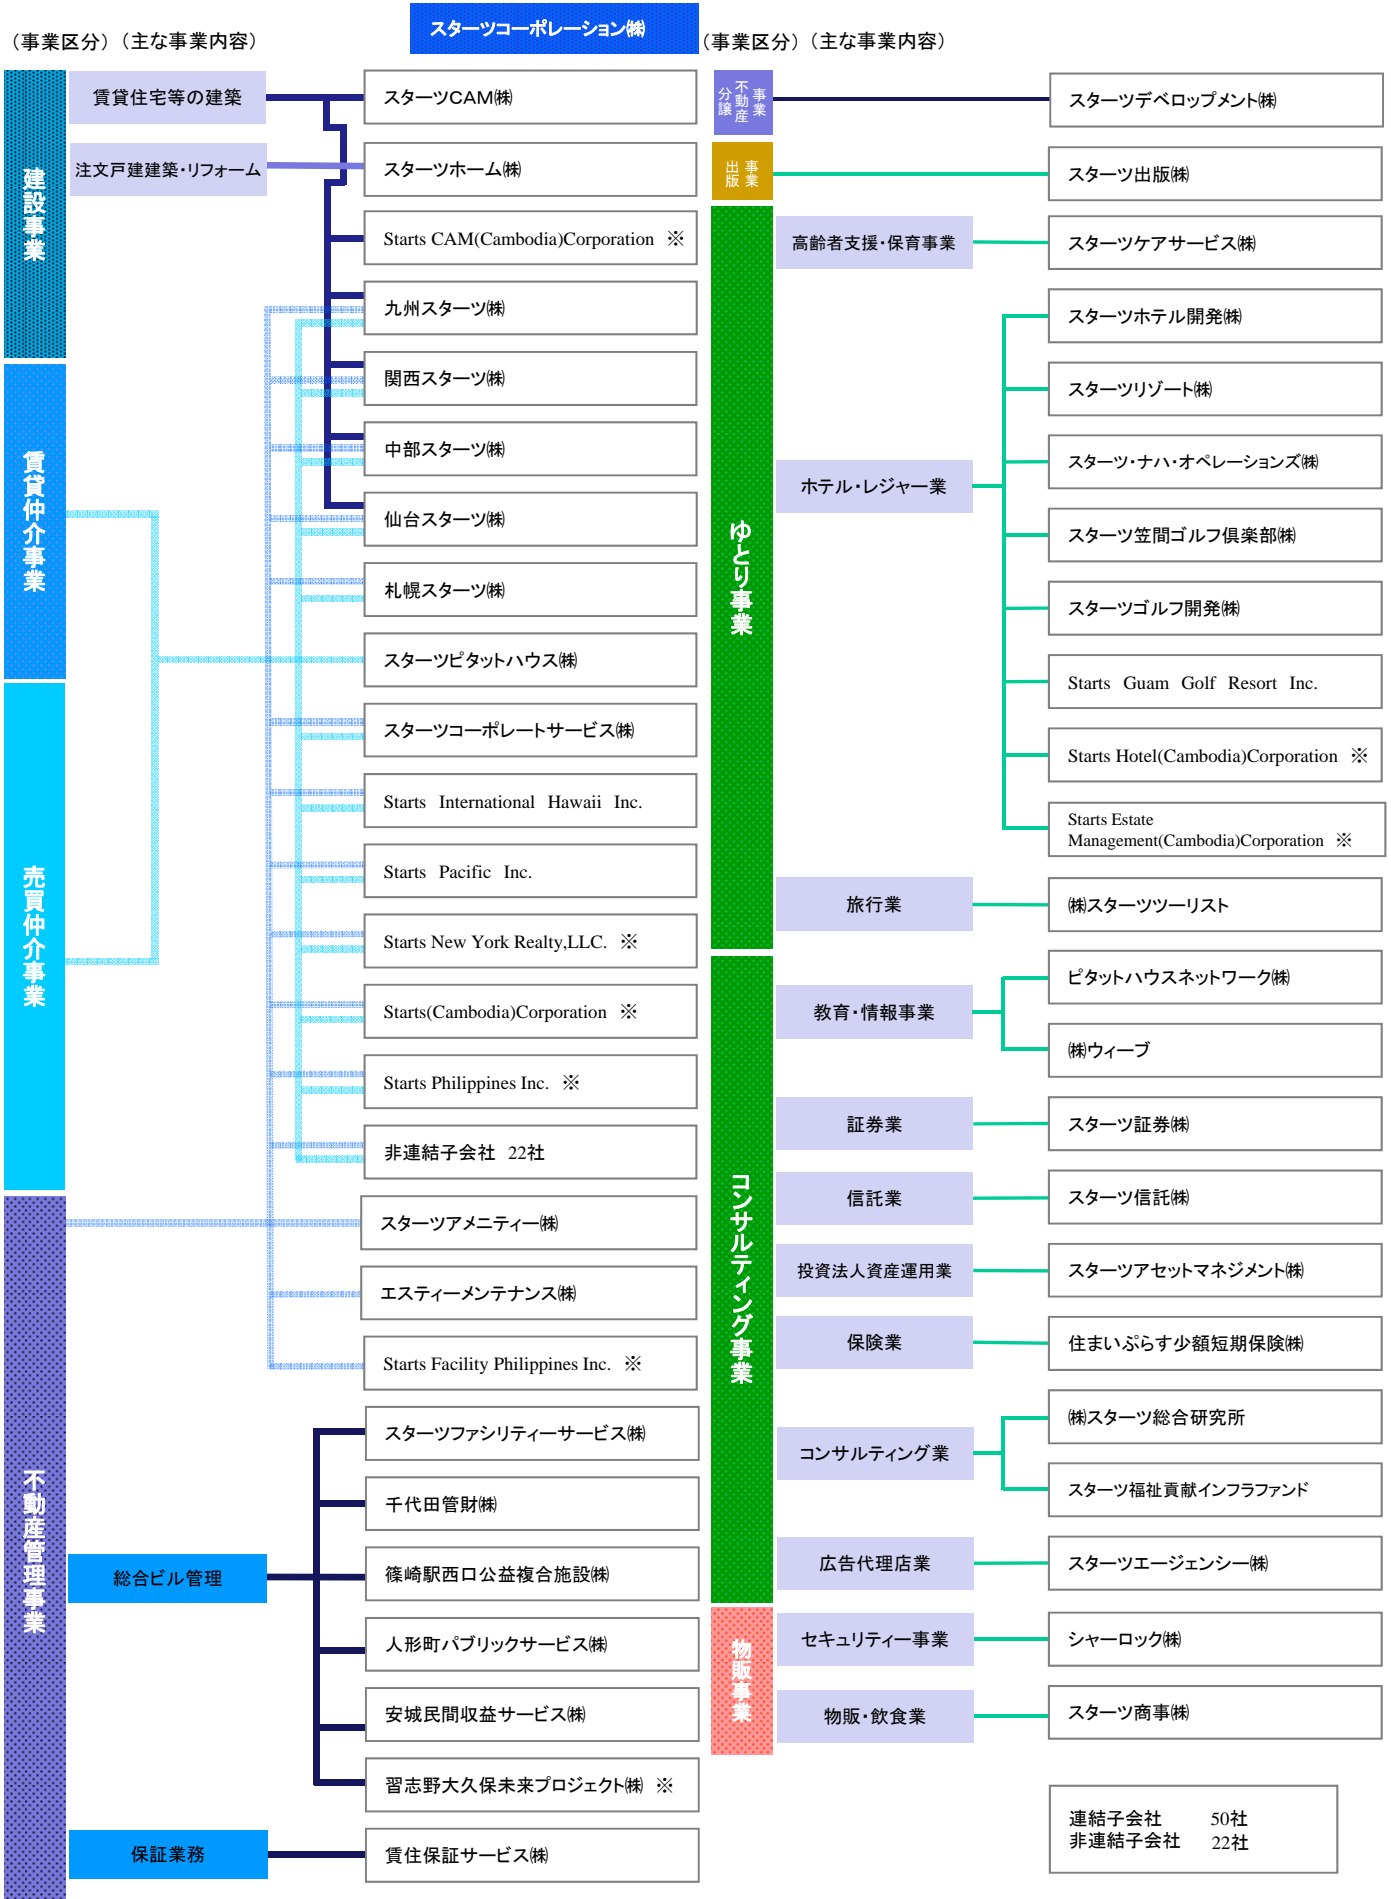 スターツコーポレーション㈱
（事業区分）（主な事業内容）
建設事業
賃貸住宅等の建築
スターツCAM㈱
注文戸建建築・リフォーム
スターツホーム㈱
Starts CAM(Cambodia)Corporation ※
九州スターツ㈱
関西スターツ㈱
賃貸仲介事業
中部スターツ㈱
仙台スターツ㈱
札幌スターツ㈱
スターツピタットハウス㈱
売買仲介事業
スターツコーポレートサービス㈱
Starts International Hawaii Inc.
Starts Pacific Inc.
Starts New York Realty,LLC. ※
Starts(Cambodia)Corporation ※
Starts Philippines Inc. ※
非連結子会社 22社
不動産管理事業
スターツアメニティー㈱
エスティーメンテナンス㈱
Starts Facility Philippines Inc. ※
スターツファシリティーサービス㈱
千代田管財㈱
総合ビル管理
篠崎駅西口公益複合施設㈱
人形町パブリックサービス㈱
安城民間収益サービス㈱
習志野大久保未来プロジェクト㈱ ※
保証業務
賃住保証サービス㈱
（事業区分）（主な事業内容）
事業
不動産
分譲
スターツデベロップメント㈱
事業
出版
スターツ出版㈱
ゆとり事業
高齢者支援・保育事業
スターツケアサービス㈱
スターツホテル開発㈱
スターツリゾート㈱
ホテル・レジャー業
スターツ・ナハ・オペレーションズ㈱
スターツ笠間ゴルフ倶楽部㈱
スターツゴルフ開発㈱
Starts Guam Golf Resort Inc.
Starts Hotel(Cambodia)Corporation ※
Starts Estate
Management(Cambodia)Corporation ※
旅行業
㈱スターツツーリスト
コンサルティング事業
教育・情報事業
ピタットハウスネットワーク㈱
㈱ウィーブ
証券業
スターツ証券㈱
信託業
スターツ信託㈱
投資法人資産運用業
スターツアセットマネジメント㈱
保険業
住まいぷらす少額短期保険㈱
コンサルティング業
㈱スターツ総合研究所
スターツ福祉貢献インフラファンド
広告代理店業
スターツエージェンシー㈱
物販事業
セキュリティー事業
シャーロック㈱
物販・飲食業
スターツ商事㈱
連結子会社 50社
非連結子会社 22社